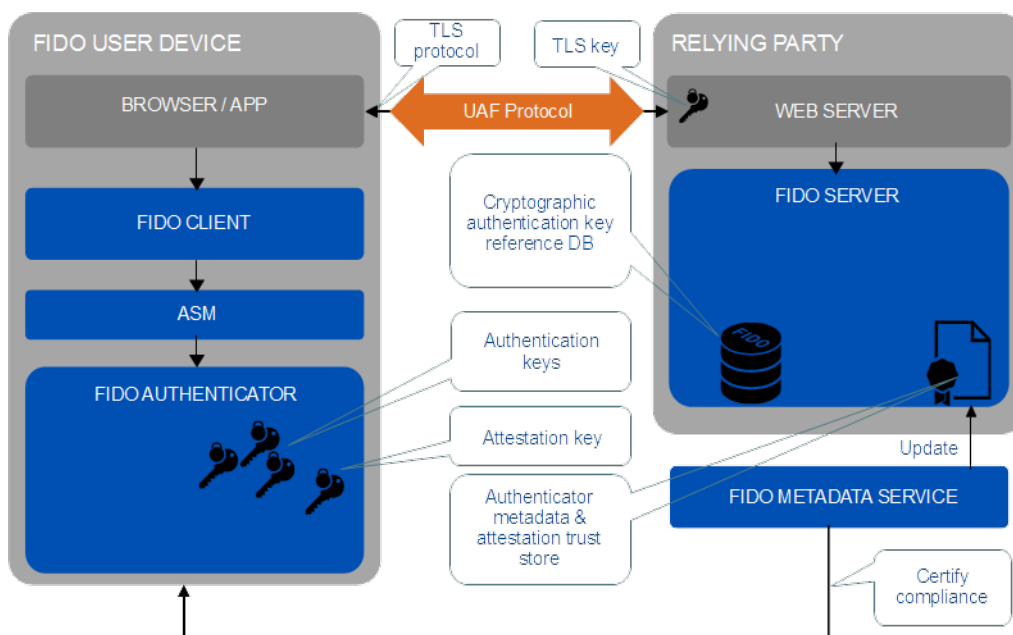 FIDO USER DEVICE
TLS
protocol
TLS key
RELYING PARTY
BROWSER / APP
UAF Protocol
WEB SERVER
FIDO CLIENT
Cryptographic
authentication key
reference DB
FIDO SERVER
ASM
FIDO
Authentication
keys
FIDO AUTHENTICATOR
Attestation key
Update
Authenticator
metadata &
attestation trust
store
FIDO METADATA SERVICE
Certify
compliance